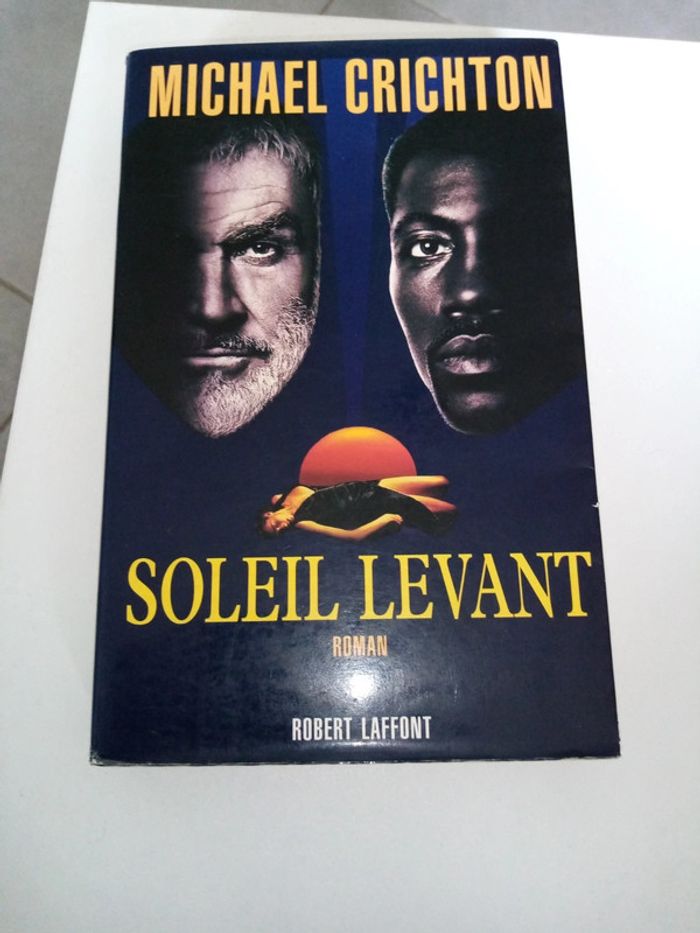 MICHAEL CRICHTON
SOLEIL LEVANT
ROMAN
ROBERT LAFFONT